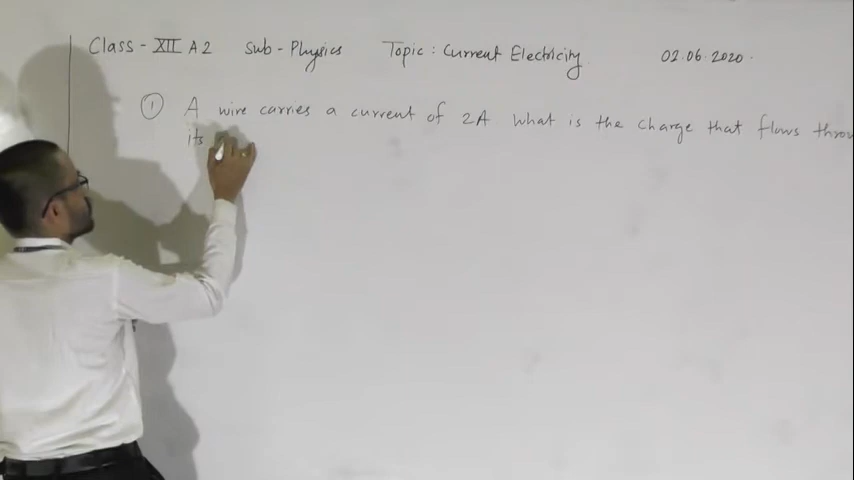 Class - XII A2 Sub - Physics Topic : Current Electricity 02.06.2020.
① A wire carries a current of 2A What is the charge that flows throu
its